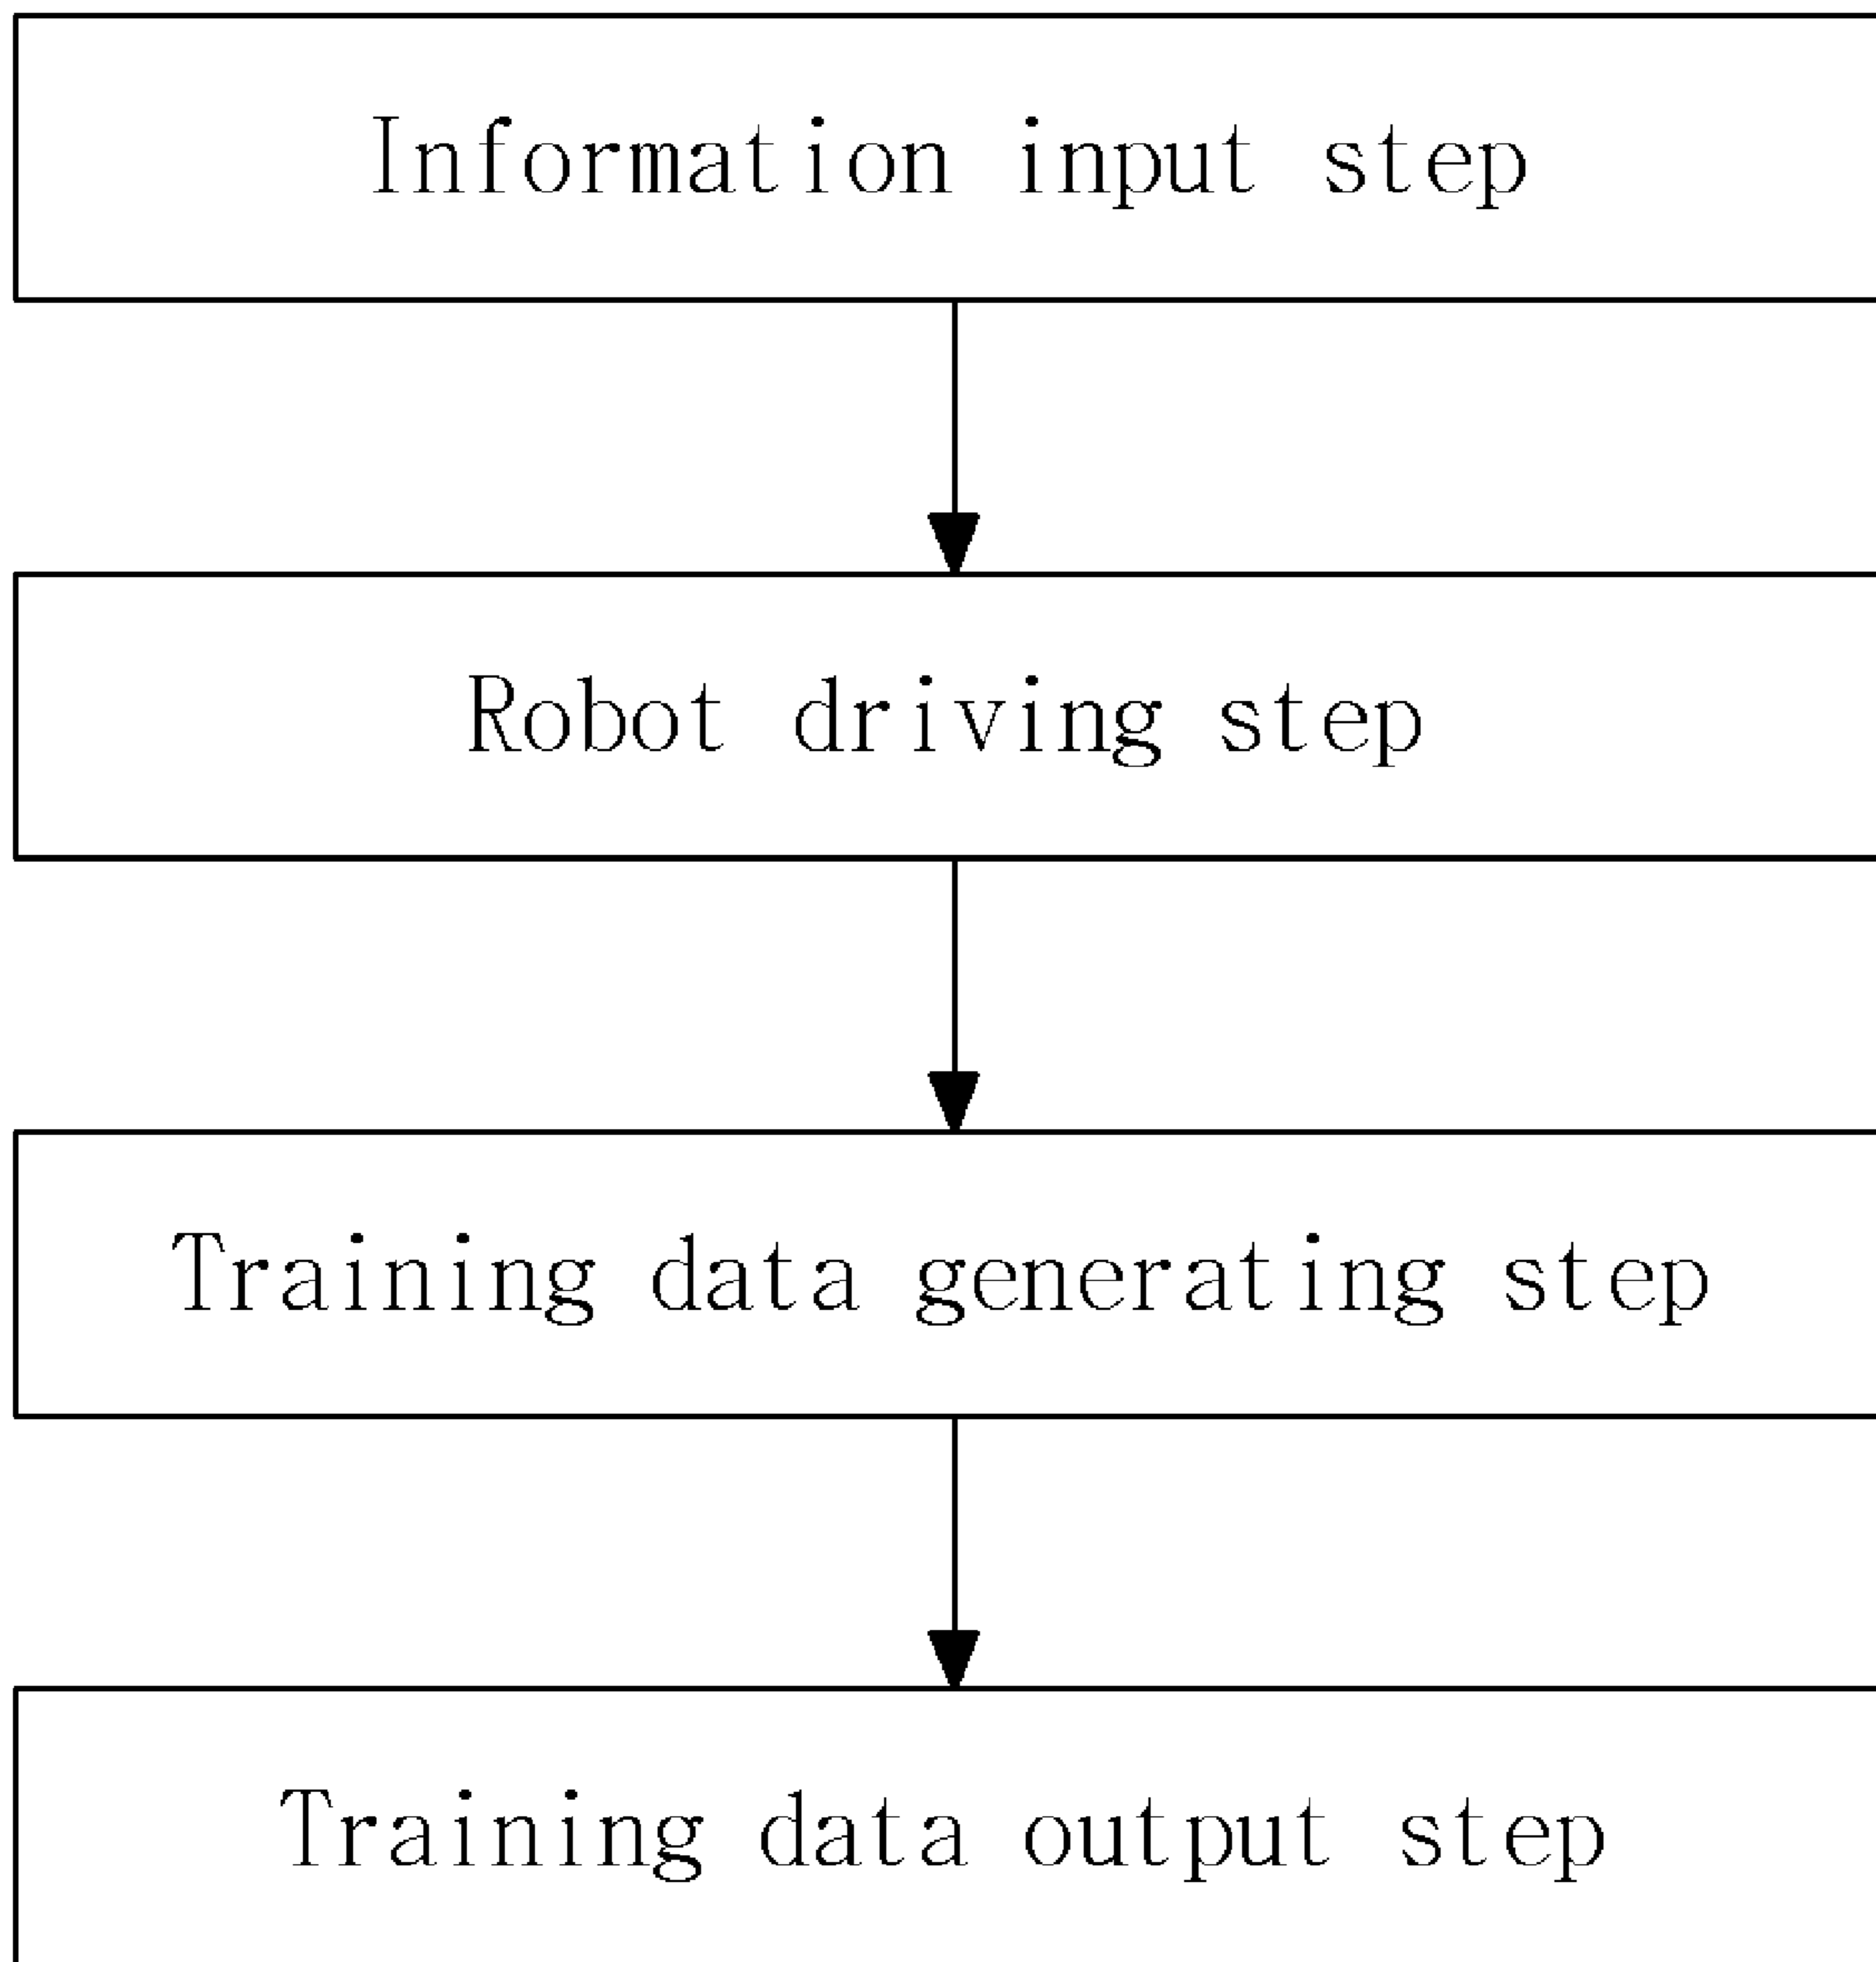 Information input step
Robot driving step
Training data generating step
Training data output step